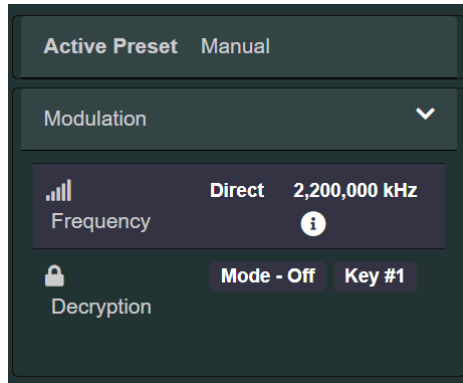 Active Preset Manual
Modulation
Direct 2,200,000 kHz
Frequency
Mode - Off Key #1
Decryption